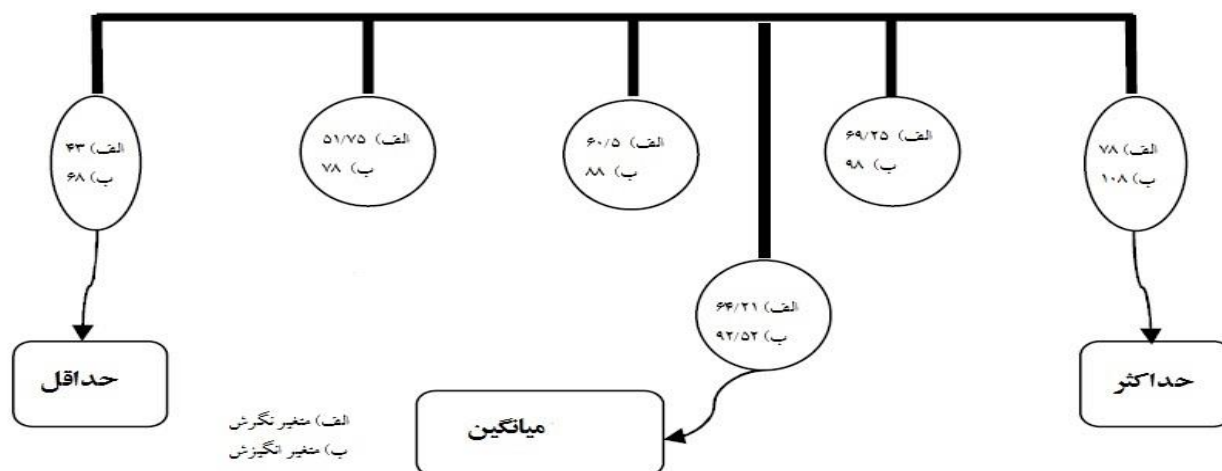 الف) ۷۸
ب) ۱۰۸
الف) ۶۹/۲۵
ب) ۹۸
الف) ۶۰/۵
ب) ۸۸
الف) ۵۱/۷۵
ب) ۷۸
الف) ۴۳
ب) ۶۸
الف) ۶۴/۲۱
ب) ۹۲/۵۲
حداکثر
میانگین
حداقل
الف) متغیر نگرش
ب) متغیر انگیزش